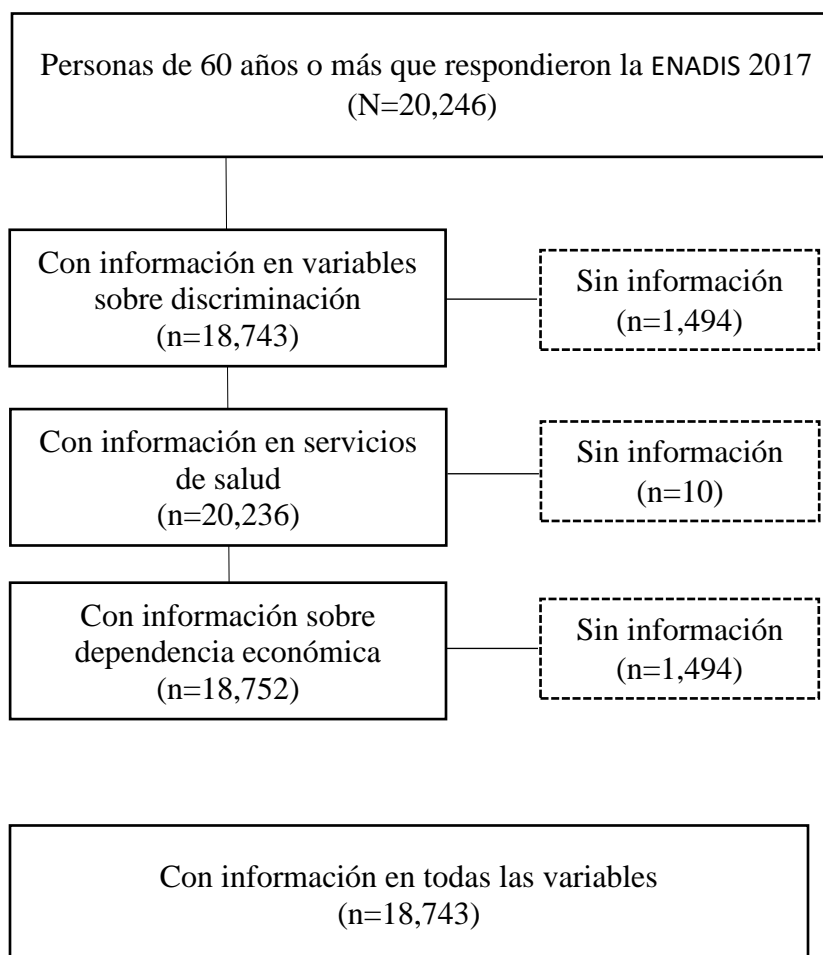 Personas de 60 años o más que respondieron la ENADIS 2017
(N=20,246)
Con información en variables
sobre discriminación
(n=18,743)
Sin información
(n=1,494)
Con información en servicios
de salud
(n=20,236)
Sin información
(n=10)
Con información sobre
dependencia económica
(n=18,752)
Sin información
(n=1,494)
Con información en todas las variables
(n=18,743)